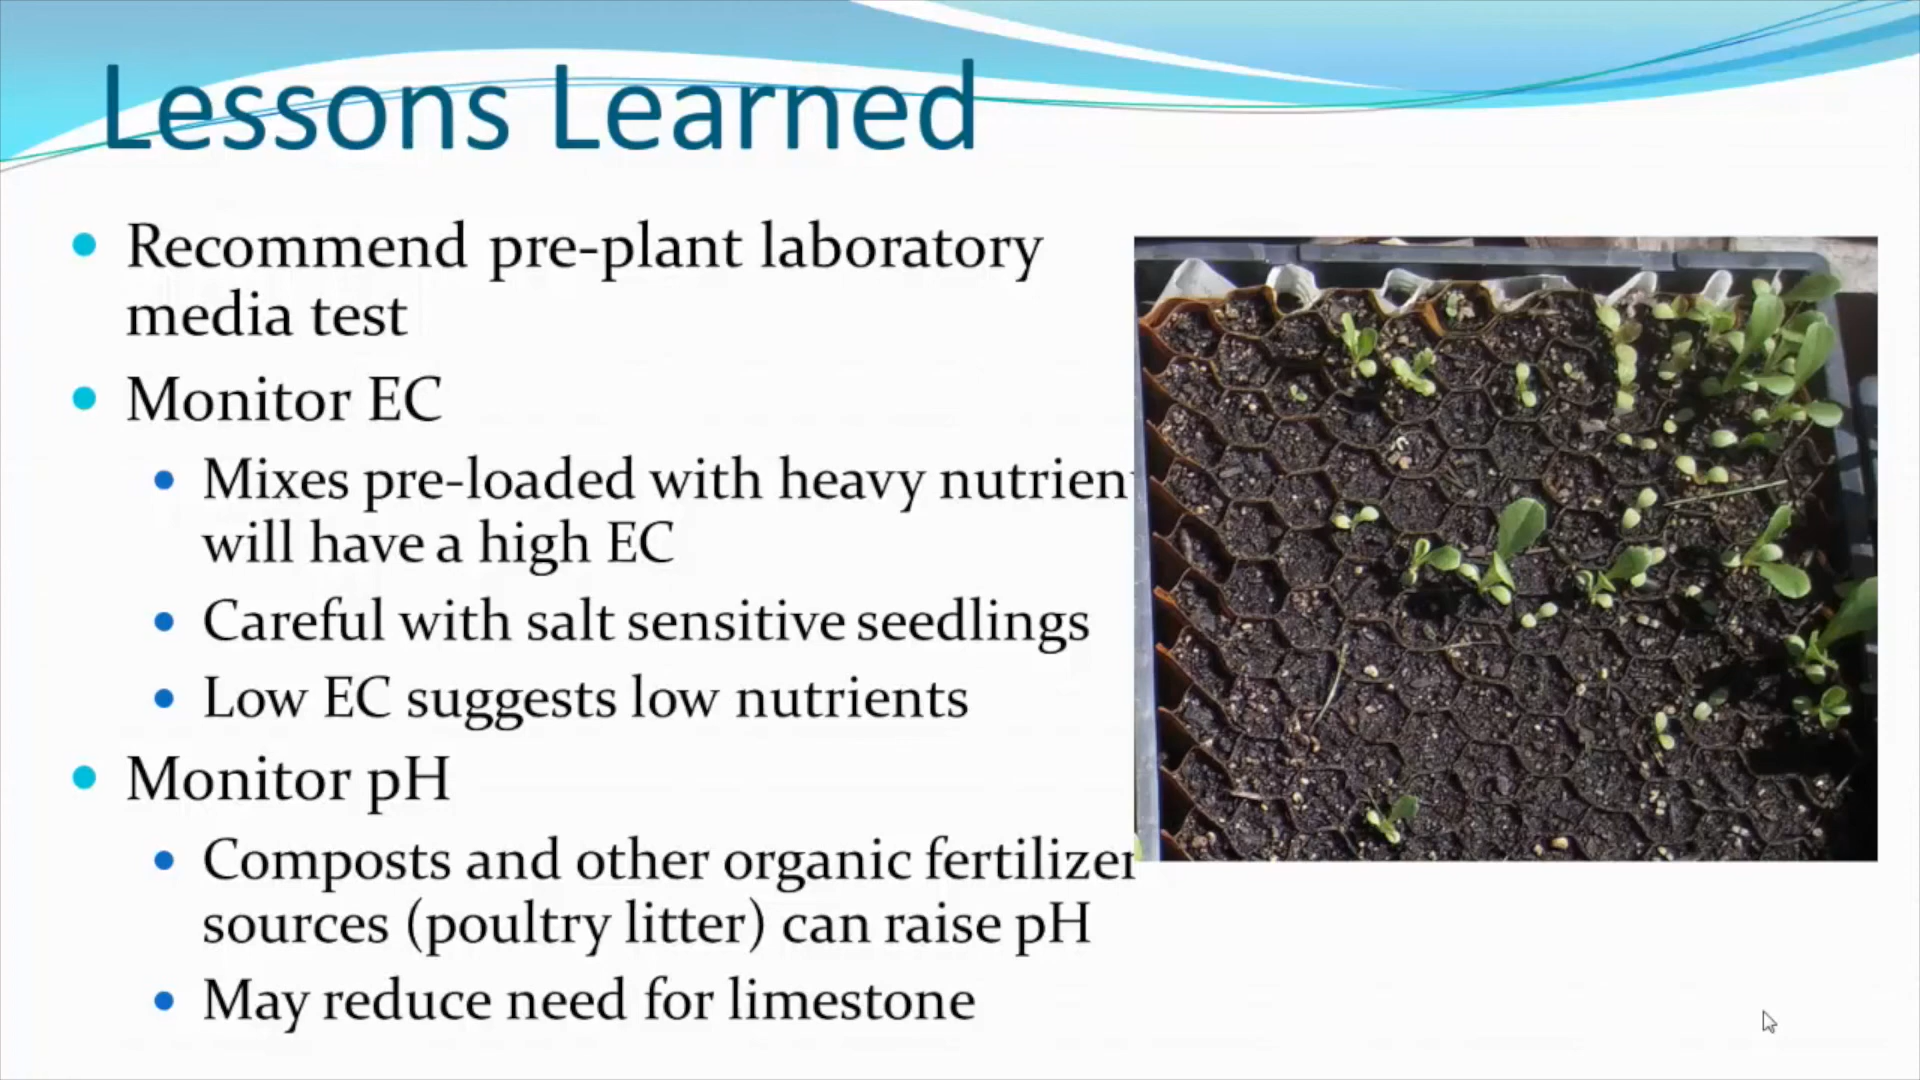 Lessons Learned
Recommend pre-plant laboratory
media test
Monitor EC
Mixes pre-loaded with heavy nutrient
will have a high EC
Careful with salt sensitive seedlings
Low EC suggests low nutrients
Monitor pH
Composts and other organic fertilizer
sources (poultry litter) can raise pH
May reduce need for limestone